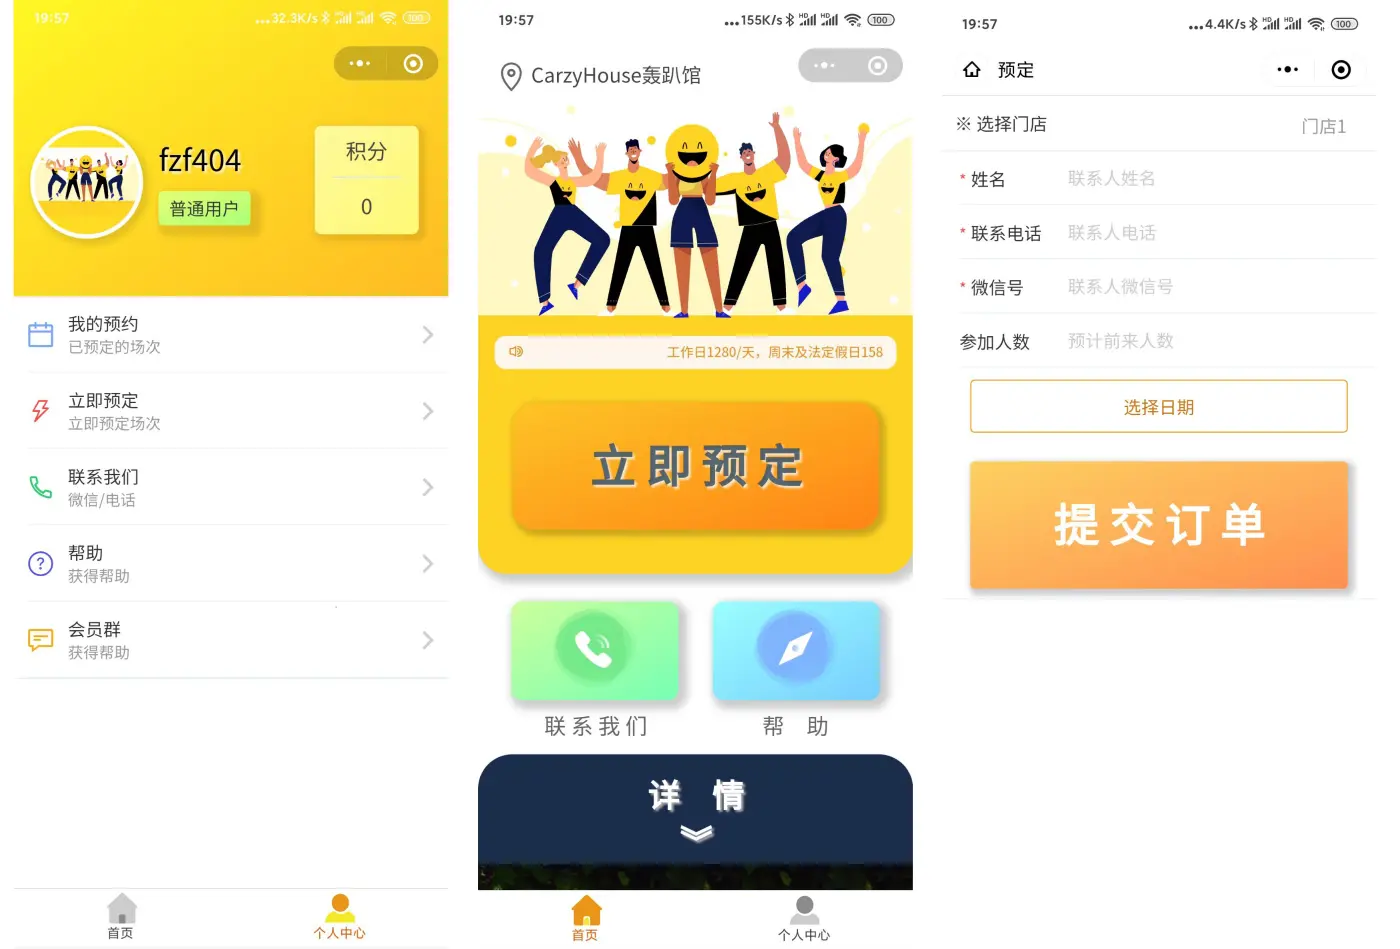 19:57
...32.3K/s
HD
100
fzf404
普通用户
积分
0
我的预约
已预定的场次
立即预定
立即预定场次
联系我们
微信/电话
帮助
获得帮助
会员群
获得帮助
首页
个人中心
19:57
...155K/s
HD
HD
100
CarzyHouse轰趴馆
工作日1280/天，周末及法定假日158
立即预定
联系我们
帮 助
详 情
首页
个人中心
19:57
...4.4K/s
HD
HD
100
预定
※ 选择门店
门店1
* 姓名
联系人姓名
* 联系电话
联系人电话
* 微信号
联系人微信号
参加人数
预计前来人数
选择日期
提交订单